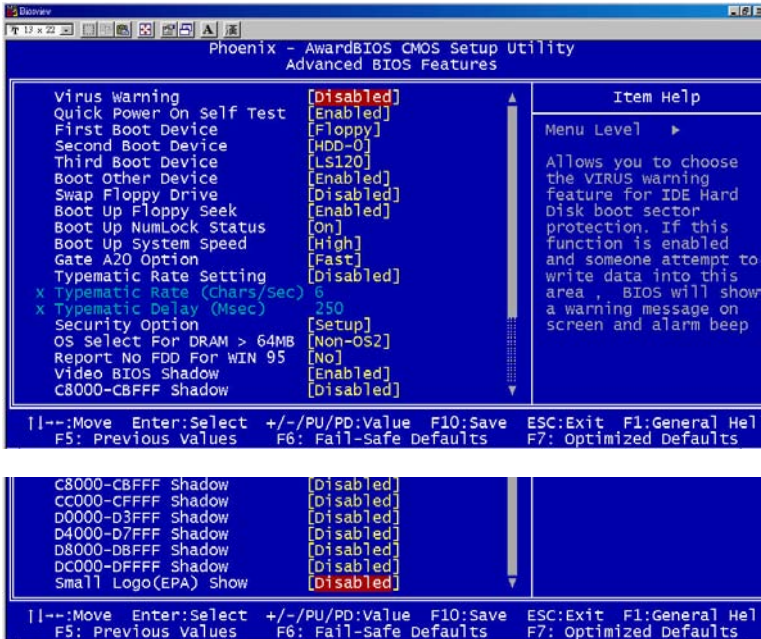 Biosview
T 13 x 22 A 漢
Phoenix - AwardBIOS CMOS Setup Utility
Advanced BIOS Features
Virus Warning [Disabled]
Quick Power On Self Test [Enabled]
First Boot Device [Floppy]
Second Boot Device [HDD-0]
Third Boot Device [LS120]
Boot Other Device [Enabled]
Swap Floppy Drive [Disabled]
Boot Up Floppy Seek [Enabled]
Boot Up NumLock Status [On]
Boot Up System Speed [High]
Gate A20 Option [Fast]
Typematic Rate Setting [Disabled]
x Typematic Rate (Chars/Sec) 6
x Typematic Delay (Msec) 250
Security Option [Setup]
OS Select For DRAM > 64MB [Non-OS2]
Report No FDD For WIN 95 [No]
Video BIOS Shadow [Enabled]
C8000-CBFFF Shadow [Disabled]
Item Help
Menu Level ▶
Allows you to choose
the VIRUS warning
feature for IDE Hard
Disk boot sector
protection. If this
function is enabled
and someone attempt to
write data into this
area , BIOS will show
a warning message on
screen and alarm beep
↑↓←→:Move Enter:Select +/-/PU/PD:Value F10:Save ESC:Exit F1:General Hel
F5: Previous Values F6: Fail-Safe Defaults F7: Optimized Defaults
C8000-CBFFF Shadow [Disabled]
CC000-CFFFF Shadow [Disabled]
D0000-D3FFF Shadow [Disabled]
D4000-D7FFF Shadow [Disabled]
D8000-DBFFF Shadow [Disabled]
DC000-DFFFF Shadow [Disabled]
Small Logo(EPA) Show [Disabled]
↑↓←→:Move Enter:Select +/-/PU/PD:Value F10:Save ESC:Exit F1:General Hel
F5: Previous Values F6: Fail-Safe Defaults F7: Optimized Defaults